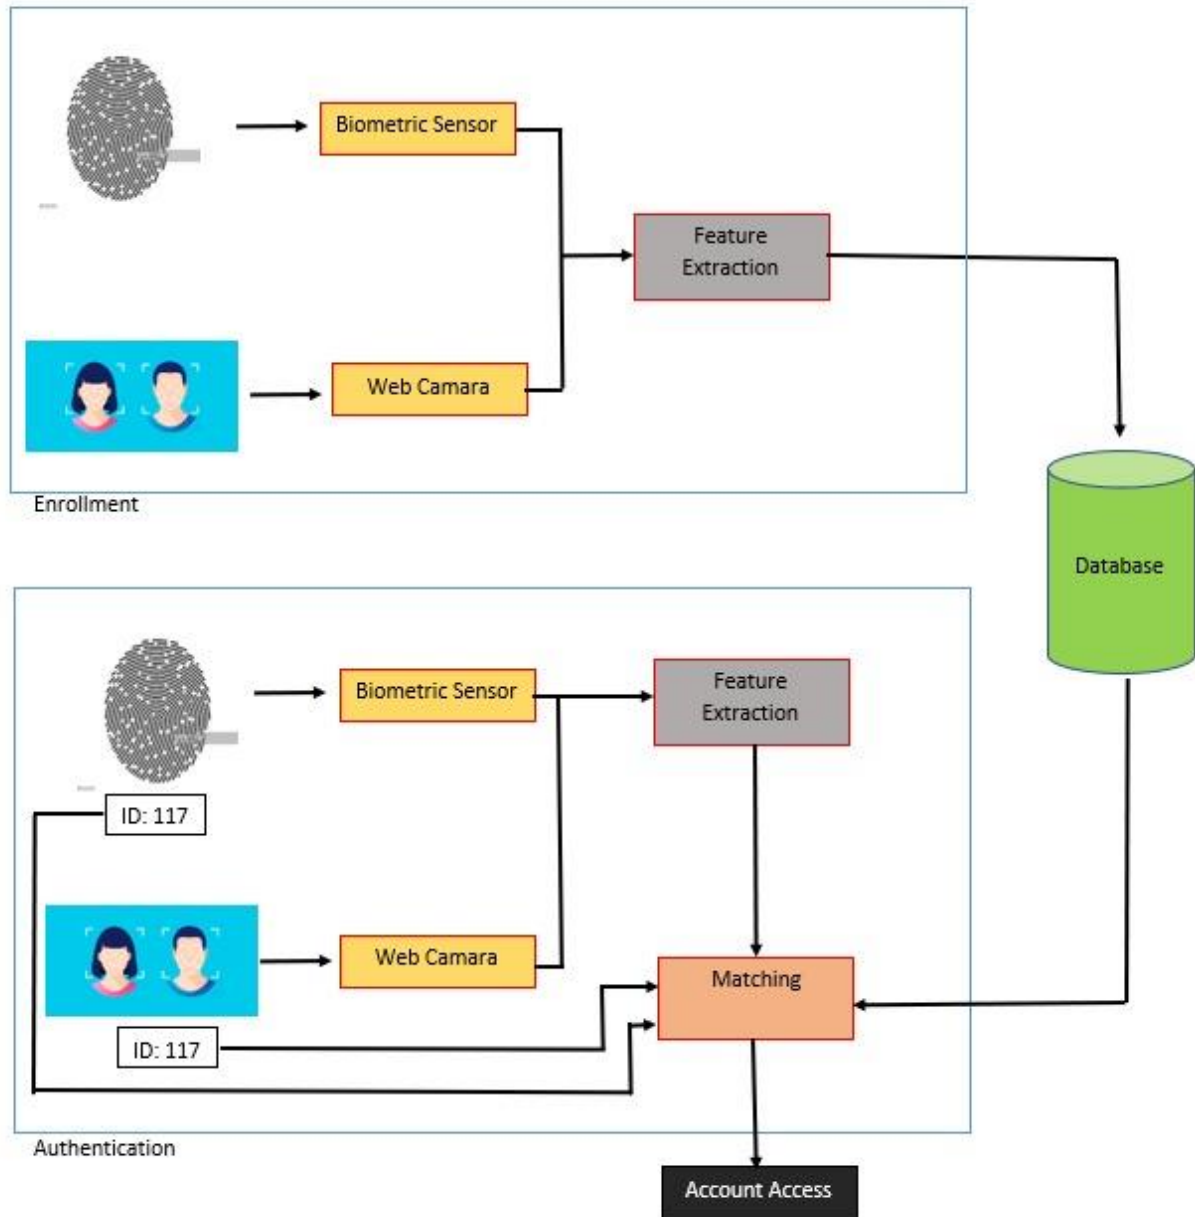 Biometric Sensor
Feature
Extraction
Web Camara
Enrollment
Database
Biometric Sensor
Feature
Extraction
ID: 117
Web Camara
Matching
ID: 117
Authentication
Account Access